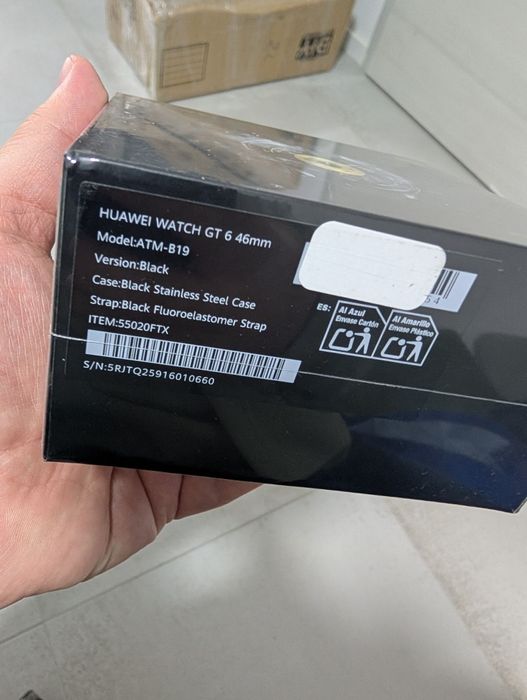 HUAWEI WATCH GT 6 46mm
Model:ATM-B19
Version:Black
Case:Black Stainless Steel Case
Strap:Black Fluoroelastomer Strap
ITEM:55020FTX
S/N:5RJTQ25916010660
54
ES:
Al Azul
Envase Cartón
Al Amarillo
Envase Plástico